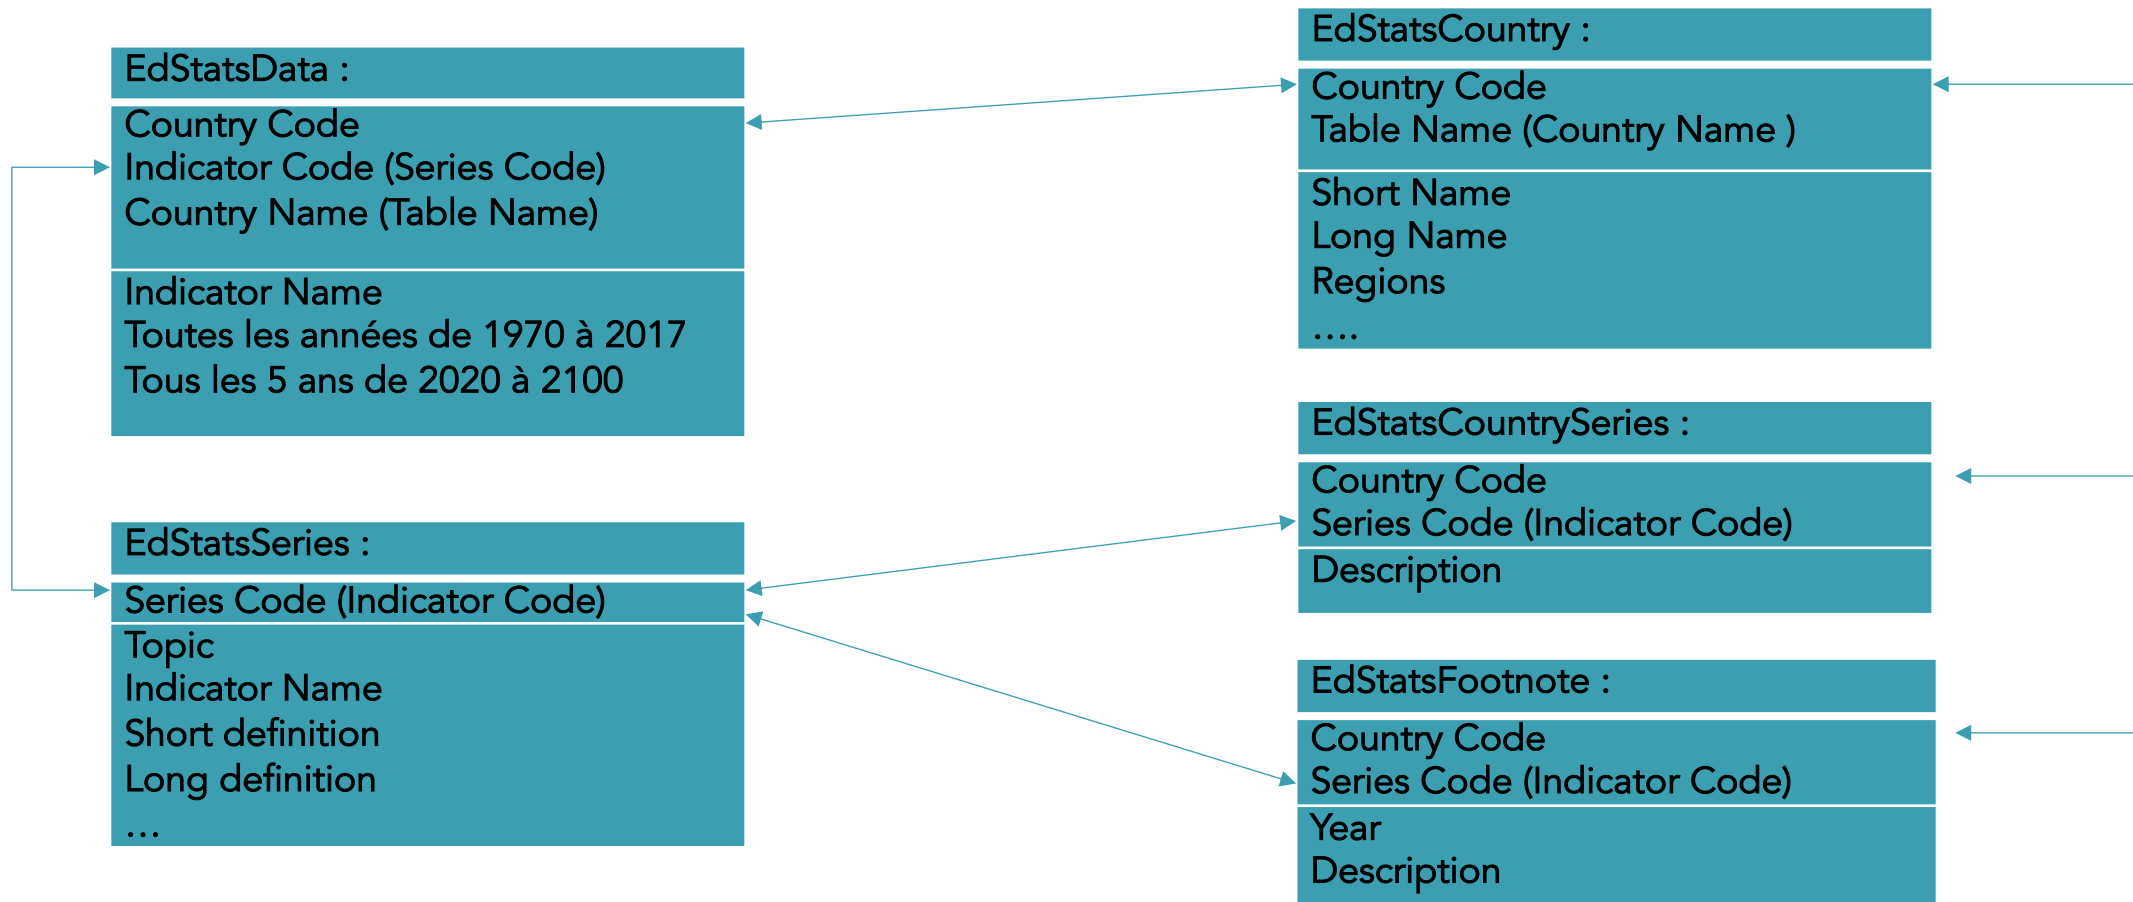 EdStatsData :
Country Code
Indicator Code (Series Code)
Country Name (Table Name)
Indicator Name
Toutes les années de 1970 à 2017
Tous les 5 ans de 2020 à 2100
EdStatsSeries :
Series Code (Indicator Code)
Topic
Indicator Name
Short definition
Long definition
…
EdStatsCountry :
Country Code
Table Name (Country Name )
Short Name
Long Name
Regions
….
EdStatsCountrySeries :
Country Code
Series Code (Indicator Code)
Description
EdStatsFootnote :
Country Code
Series Code (Indicator Code)
Year
Description